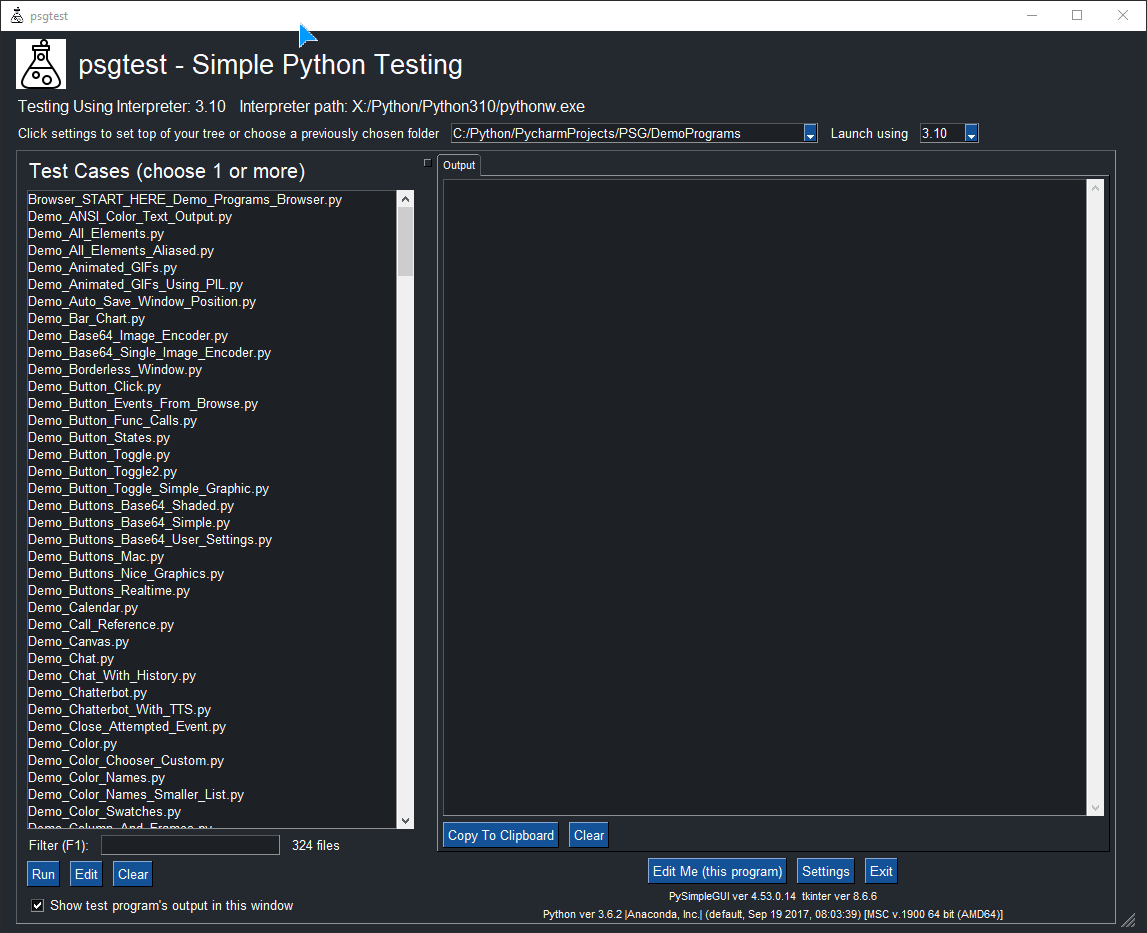 psgtest
psgtest - Simple Python Testing
Testing Using Interpreter: 3.10 Interpreter path: X:/Python/Python310/pythonw.exe
Click settings to set top of your tree or choose a previously chosen folder C:/Python/PycharmProjects/PSG/DemoPrograms Launch using 3.10
Test Cases (choose 1 or more)
Browser_START_HERE_Demo_Programs_Browser.py
Demo_ANSI_Color_Text_Output.py
Demo_All_Elements.py
Demo_All_Elements_Aliased.py
Demo_Animated_GIFs.py
Demo_Animated_GIFs_Using_PIL.py
Demo_Auto_Save_Window_Position.py
Demo_Bar_Chart.py
Demo_Base64_Image_Encoder.py
Demo_Base64_Single_Image_Encoder.py
Demo_Borderless_Window.py
Demo_Button_Click.py
Demo_Button_Events_From_Browse.py
Demo_Button_Func_Calls.py
Demo_Button_States.py
Demo_Button_Toggle.py
Demo_Button_Toggle2.py
Demo_Button_Toggle_Simple_Graphic.py
Demo_Buttons_Base64_Shaded.py
Demo_Buttons_Base64_Simple.py
Demo_Buttons_Base64_User_Settings.py
Demo_Buttons_Mac.py
Demo_Buttons_Nice_Graphics.py
Demo_Buttons_Realtime.py
Demo_Calendar.py
Demo_Call_Reference.py
Demo_Canvas.py
Demo_Chat.py
Demo_Chat_With_History.py
Demo_Chatterbot.py
Demo_Chatterbot_With_TTS.py
Demo_Close_Attempted_Event.py
Demo_Color.py
Demo_Color_Chooser_Custom.py
Demo_Color_Names.py
Demo_Color_Names_Smaller_List.py
Demo_Color_Swatches.py
Demo_Column_And_Frames.py
Filter (F1): 324 files
Run Edit Clear
Show test program's output in this window
Output
Copy To Clipboard Clear
Edit Me (this program) Settings Exit
PySimpleGUI ver 4.53.0.14 tkinter ver 8.6.6
Python ver 3.6.2 |Anaconda, Inc.| (default, Sep 19 2017, 08:03:39) [MSC v.1900 64 bit (AMD64)]